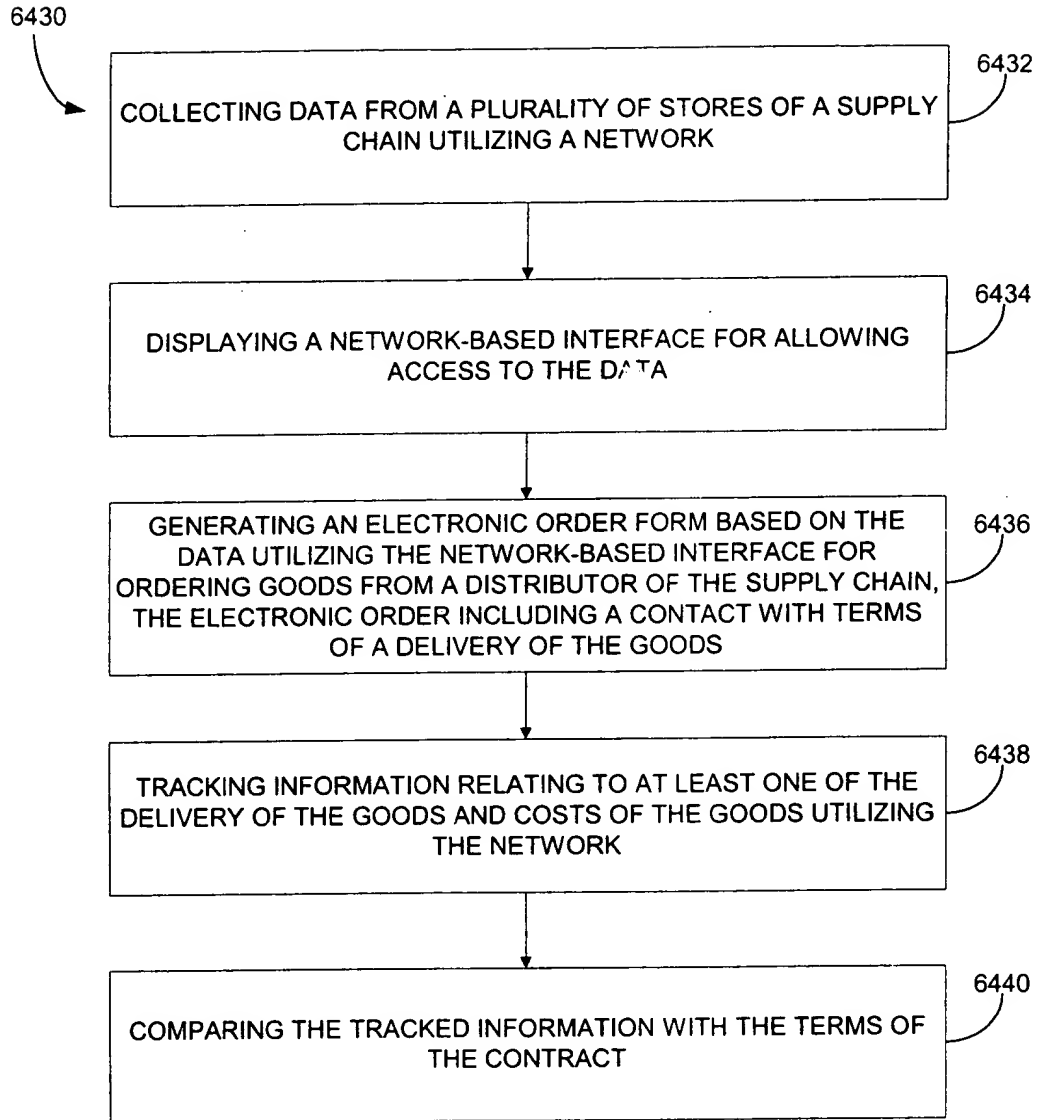 6430
6432
COLLECTING DATA FROM A PLURALITY OF STORES OF A SUPPLY
CHAIN UTILIZING A NETWORK
6434
DISPLAYING A NETWORK-BASED INTERFACE FOR ALLOWING
ACCESS TO THE DATA
6436
GENERATING AN ELECTRONIC ORDER FORM BASED ON THE
DATA UTILIZING THE NETWORK-BASED INTERFACE FOR
ORDERING GOODS FROM A DISTRIBUTOR OF THE SUPPLY CHAIN,
THE ELECTRONIC ORDER INCLUDING A CONTACT WITH TERMS
OF A DELIVERY OF THE GOODS
6438
TRACKING INFORMATION RELATING TO AT LEAST ONE OF THE
DELIVERY OF THE GOODS AND COSTS OF THE GOODS UTILIZING
THE NETWORK
6440
COMPARING THE TRACKED INFORMATION WITH THE TERMS OF
THE CONTRACT